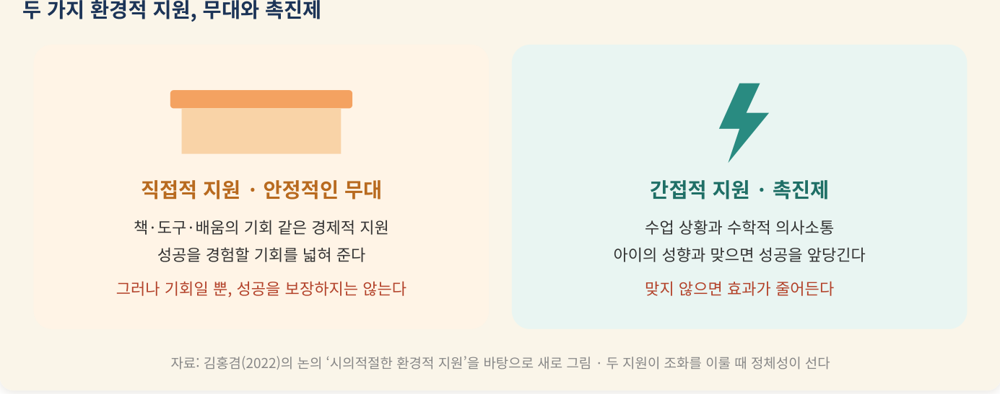 두 가지 환경적 지원, 무대와 촉진제
직접적 지원 · 안정적인 무대
책·도구·배움의 기회 같은 경제적 지원
성공을 경험할 기회를 넓혀 준다
그러나 기회일 뿐, 성공을 보장하지는 않는다
간접적 지원 · 촉진제
수업 상황과 수학적 의사소통
아이의 성향과 맞으면 성공을 앞당긴다
맞지 않으면 효과가 줄어든다
자료: 김홍겸(2022)의 논의 ‘시의적절한 환경적 지원’을 바탕으로 새로 그림 · 두 지원이 조화를 이룰 때 정체성이 선다